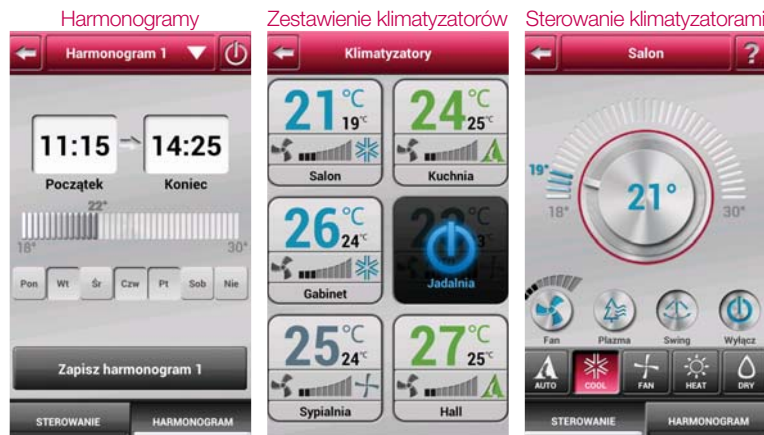 Harmonogramy
Harmonogram 1
11:15
14:25
Początek
Koniec
22°
18°
30°
Pon
Wt
Śr
Czw
Pt
Sob
Nie
Zapisz harmonogram 1
STEROWANIE
HARMONOGRAM
Zestawienie klimatyzatorów
Klimatyzatory
21°C
19°C
Salon
24°C
25°C
Kuchnia
26°C
24°C
Gabinet
Jadalnia
25°C
24°C
Sypialnia
27°C
25°C
Hall
Sterowanie klimatyzatorami
Salon
?
19°
18°
21°
30°
Fan
Plazma
Swing
Wyłącz
AUTO
COOL
FAN
HEAT
DRY
STEROWANIE
HARMONOGRAM